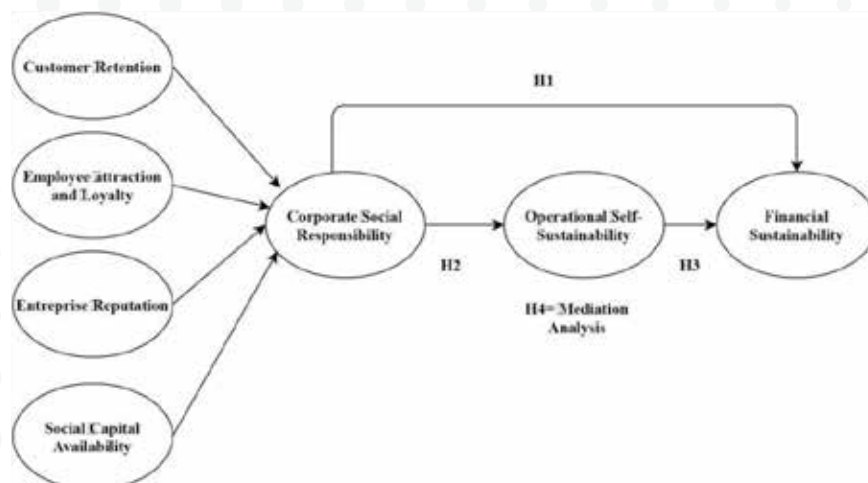 Customer Retention
H1
Employee attraction
and Loyalty
Corporate Social
Responsibility
Operational Self-
Sustainability
Financial
Sustainability
H2
H3
Entreprise Reputation
H4= Mediation
Analysis
Social Capital
Availability